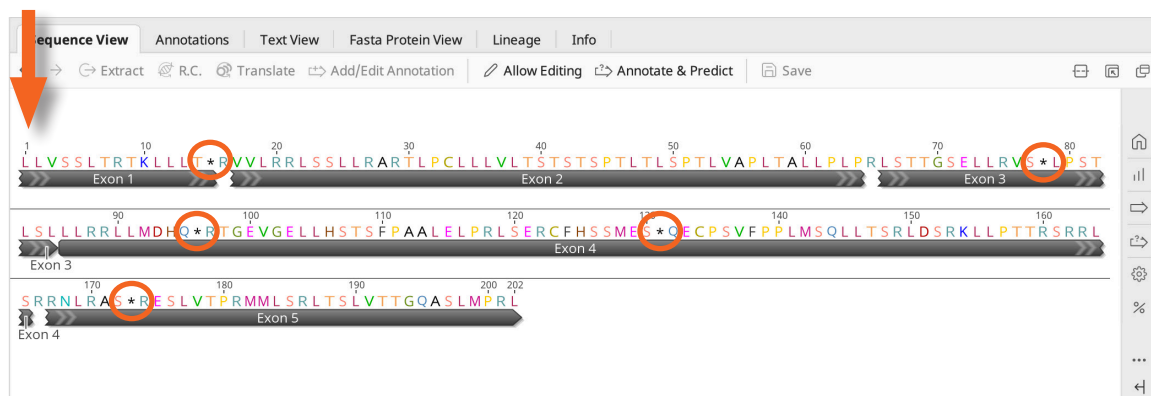 Sequence View Annotations Text View Fasta Protein View Lineage Info
Extract R.C. Translate Add/Edit Annotation Allow Editing Annotate & Predict Save
1 10 20 30 40 50 60 70 80
LLVSSLTRTKLLLT*RVVLRRLSSLLRARTLPCLLLVLTSTSTSPTLTLSPTLVAPLTALLPLPRLSTTGSELLRVS*LPST
Exon 1 Exon 2 Exon 3
90 100 110 120 130 140 150 160
LSLLLRRLLMDHQ*RTGEVGELLHSTSFPAALELPRLSERCFHSSMES*QECPSVFPPLMSQLLTSRLDSRKLLPTTRSRRL
Exon 4
Exon 3
170 180 190 200 202
SRRNLRAS*RESLVTPRMMLSRLTSLVTTGQASLMPRL
Exon 5
Exon 4